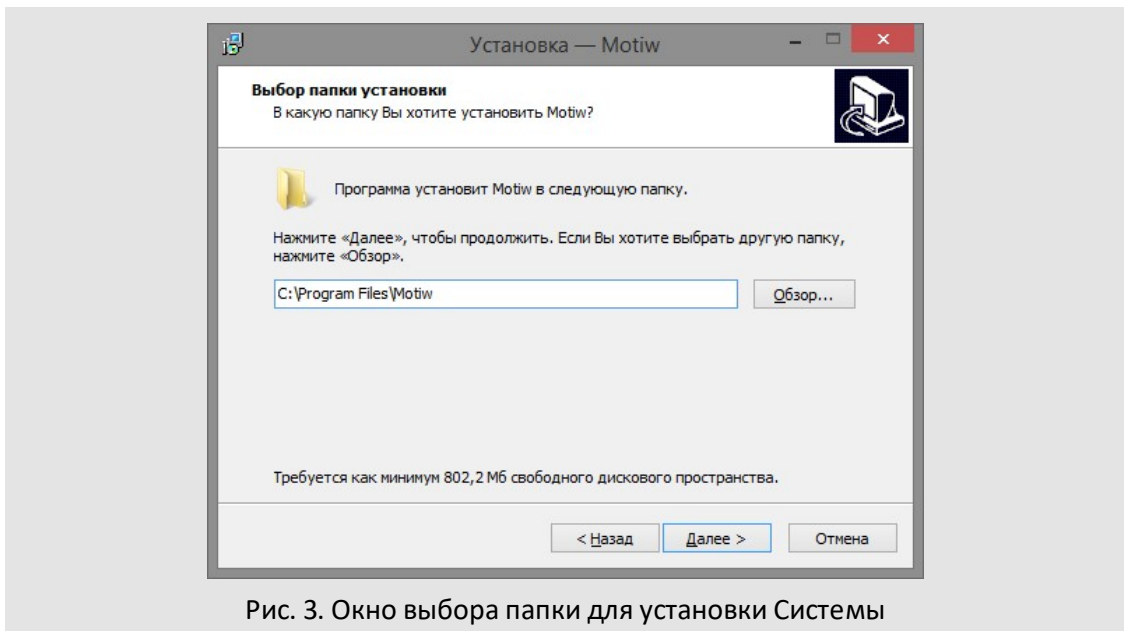 Установка — Motiw
Выбор папки установки
В какую папку Вы хотите установить Motiw?
Программа установит Motiw в следующую папку.
Нажмите «Далее», чтобы продолжить. Если Вы хотите выбрать другую папку,
нажмите «Обзор».
C:\Program Files\Motiw
Обзор...
Требуется как минимум 802,2 Мб свободного дискового пространства.
< Назад
Далее >
Отмена
Рис. 3. Окно выбора папки для установки Системы